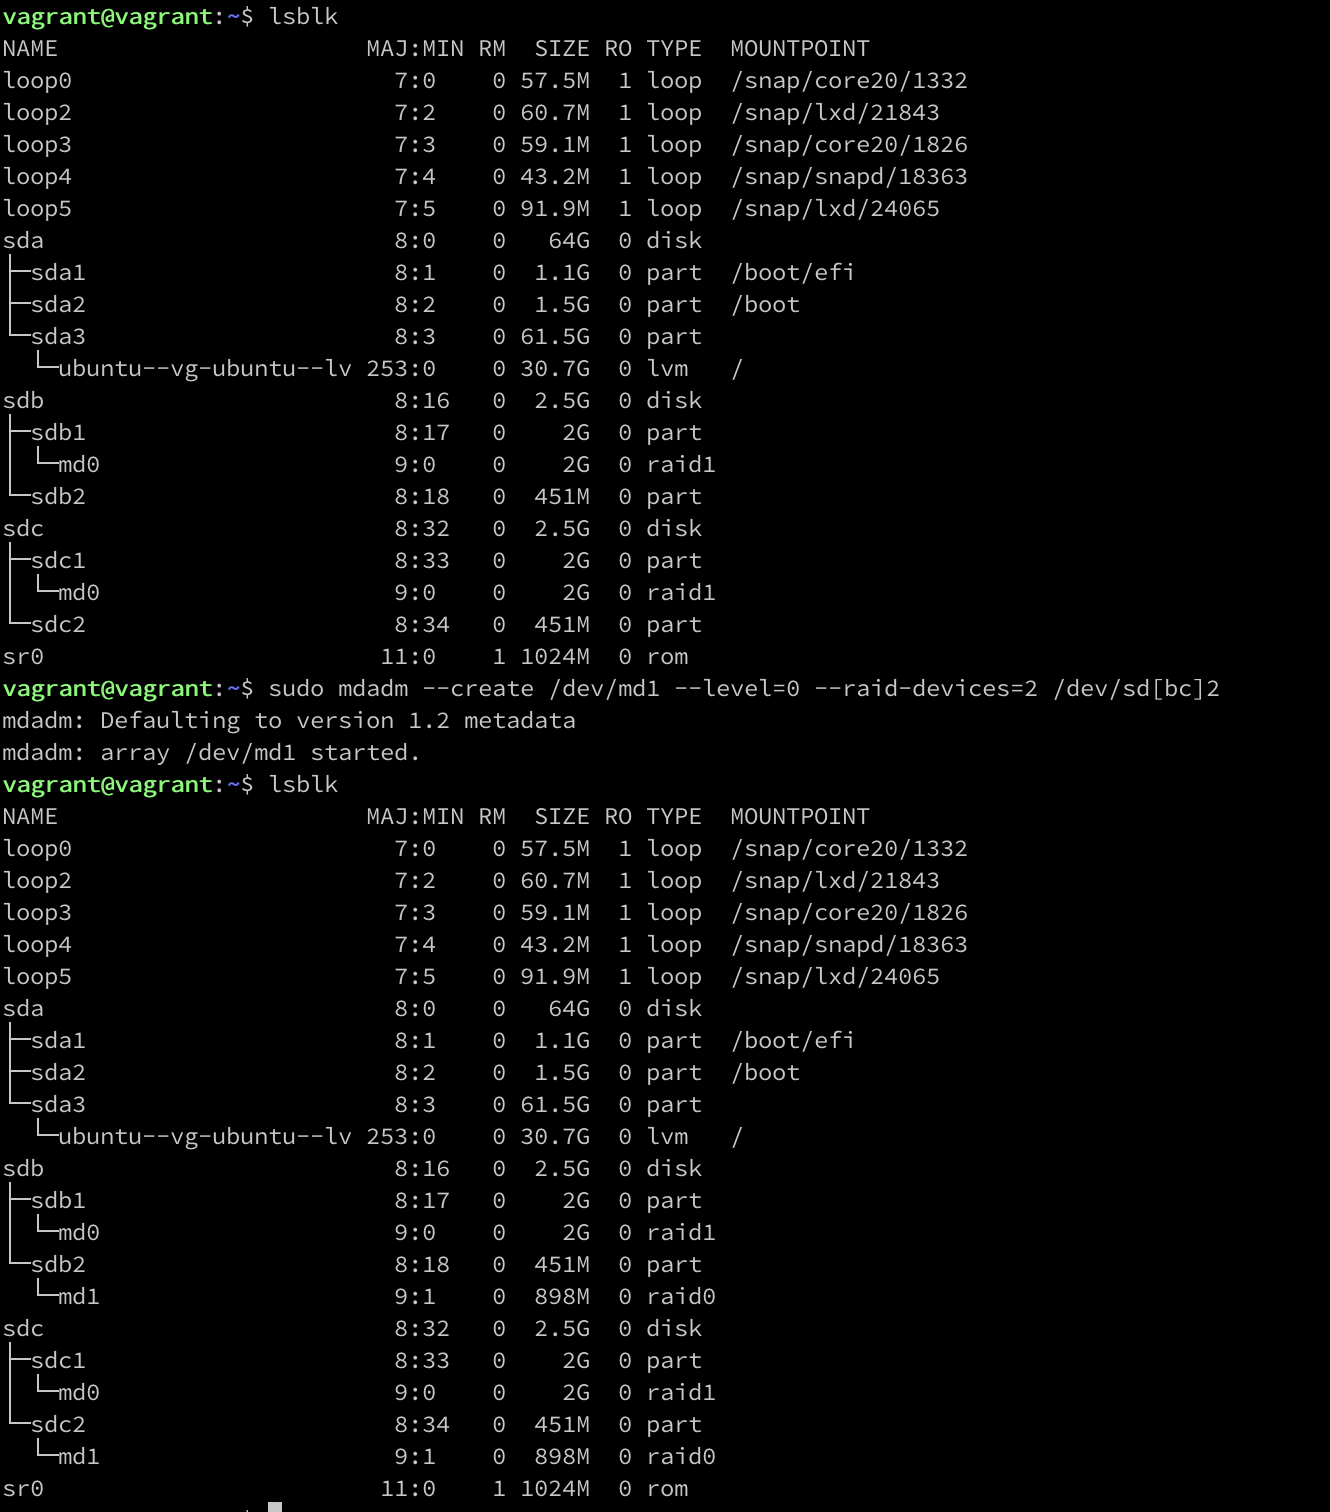 vagrant@vagrant:~$ lsblk
NAME                      MAJ:MIN RM   SIZE RO TYPE  MOUNTPOINT
loop0                       7:0    0  57.5M  1 loop  /snap/core20/1332
loop2                       7:2    0  60.7M  1 loop  /snap/lxd/21843
loop3                       7:3    0  59.1M  1 loop  /snap/core20/1826
loop4                       7:4    0  43.2M  1 loop  /snap/snapd/18363
loop5                       7:5    0  91.9M  1 loop  /snap/lxd/24065
sda                         8:0    0    64G  0 disk
├─sda1                      8:1    0   1.1G  0 part  /boot/efi
├─sda2                      8:2    0   1.5G  0 part  /boot
└─sda3                      8:3    0  61.5G  0 part
  └─ubuntu--vg-ubuntu--lv 253:0    0  30.7G  0 lvm   /
sdb                         8:16   0   2.5G  0 disk
├─sdb1                      8:17   0     2G  0 part
│ └─md0                     9:0    0     2G  0 raid1
└─sdb2                      8:18   0   451M  0 part
sdc                         8:32   0   2.5G  0 disk
├─sdc1                      8:33   0     2G  0 part
│ └─md0                     9:0    0     2G  0 raid1
└─sdc2                      8:34   0   451M  0 part
sr0                        11:0    1  1024M  0 rom
vagrant@vagrant:~$ sudo mdadm --create /dev/md1 --level=0 --raid-devices=2 /dev/sd[bc]2
mdadm: Defaulting to version 1.2 metadata
mdadm: array /dev/md1 started.
vagrant@vagrant:~$ lsblk
NAME                      MAJ:MIN RM   SIZE RO TYPE  MOUNTPOINT
loop0                       7:0    0  57.5M  1 loop  /snap/core20/1332
loop2                       7:2    0  60.7M  1 loop  /snap/lxd/21843
loop3                       7:3    0  59.1M  1 loop  /snap/core20/1826
loop4                       7:4    0  43.2M  1 loop  /snap/snapd/18363
loop5                       7:5    0  91.9M  1 loop  /snap/lxd/24065
sda                         8:0    0    64G  0 disk
├─sda1                      8:1    0   1.1G  0 part  /boot/efi
├─sda2                      8:2    0   1.5G  0 part  /boot
└─sda3                      8:3    0  61.5G  0 part
  └─ubuntu--vg-ubuntu--lv 253:0    0  30.7G  0 lvm   /
sdb                         8:16   0   2.5G  0 disk
├─sdb1                      8:17   0     2G  0 part
│ └─md0                     9:0    0     2G  0 raid1
└─sdb2                      8:18   0   451M  0 part
  └─md1                     9:1    0   898M  0 raid0
sdc                         8:32   0   2.5G  0 disk
├─sdc1                      8:33   0     2G  0 part
│ └─md0                     9:0    0     2G  0 raid1
└─sdc2                      8:34   0   451M  0 part
  └─md1                     9:1    0   898M  0 raid0
sr0                        11:0    1  1024M  0 rom